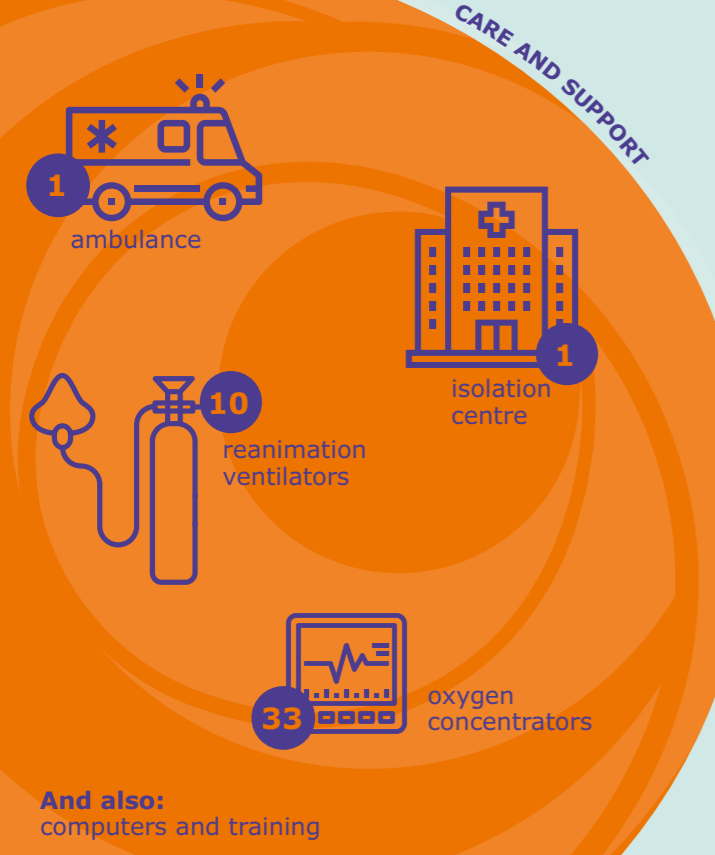 CARE AND SUPPORT
1
ambulance
1
isolation
centre
10
reanimation
ventilators
33
oxygen
concentrators
And also:
computers and training